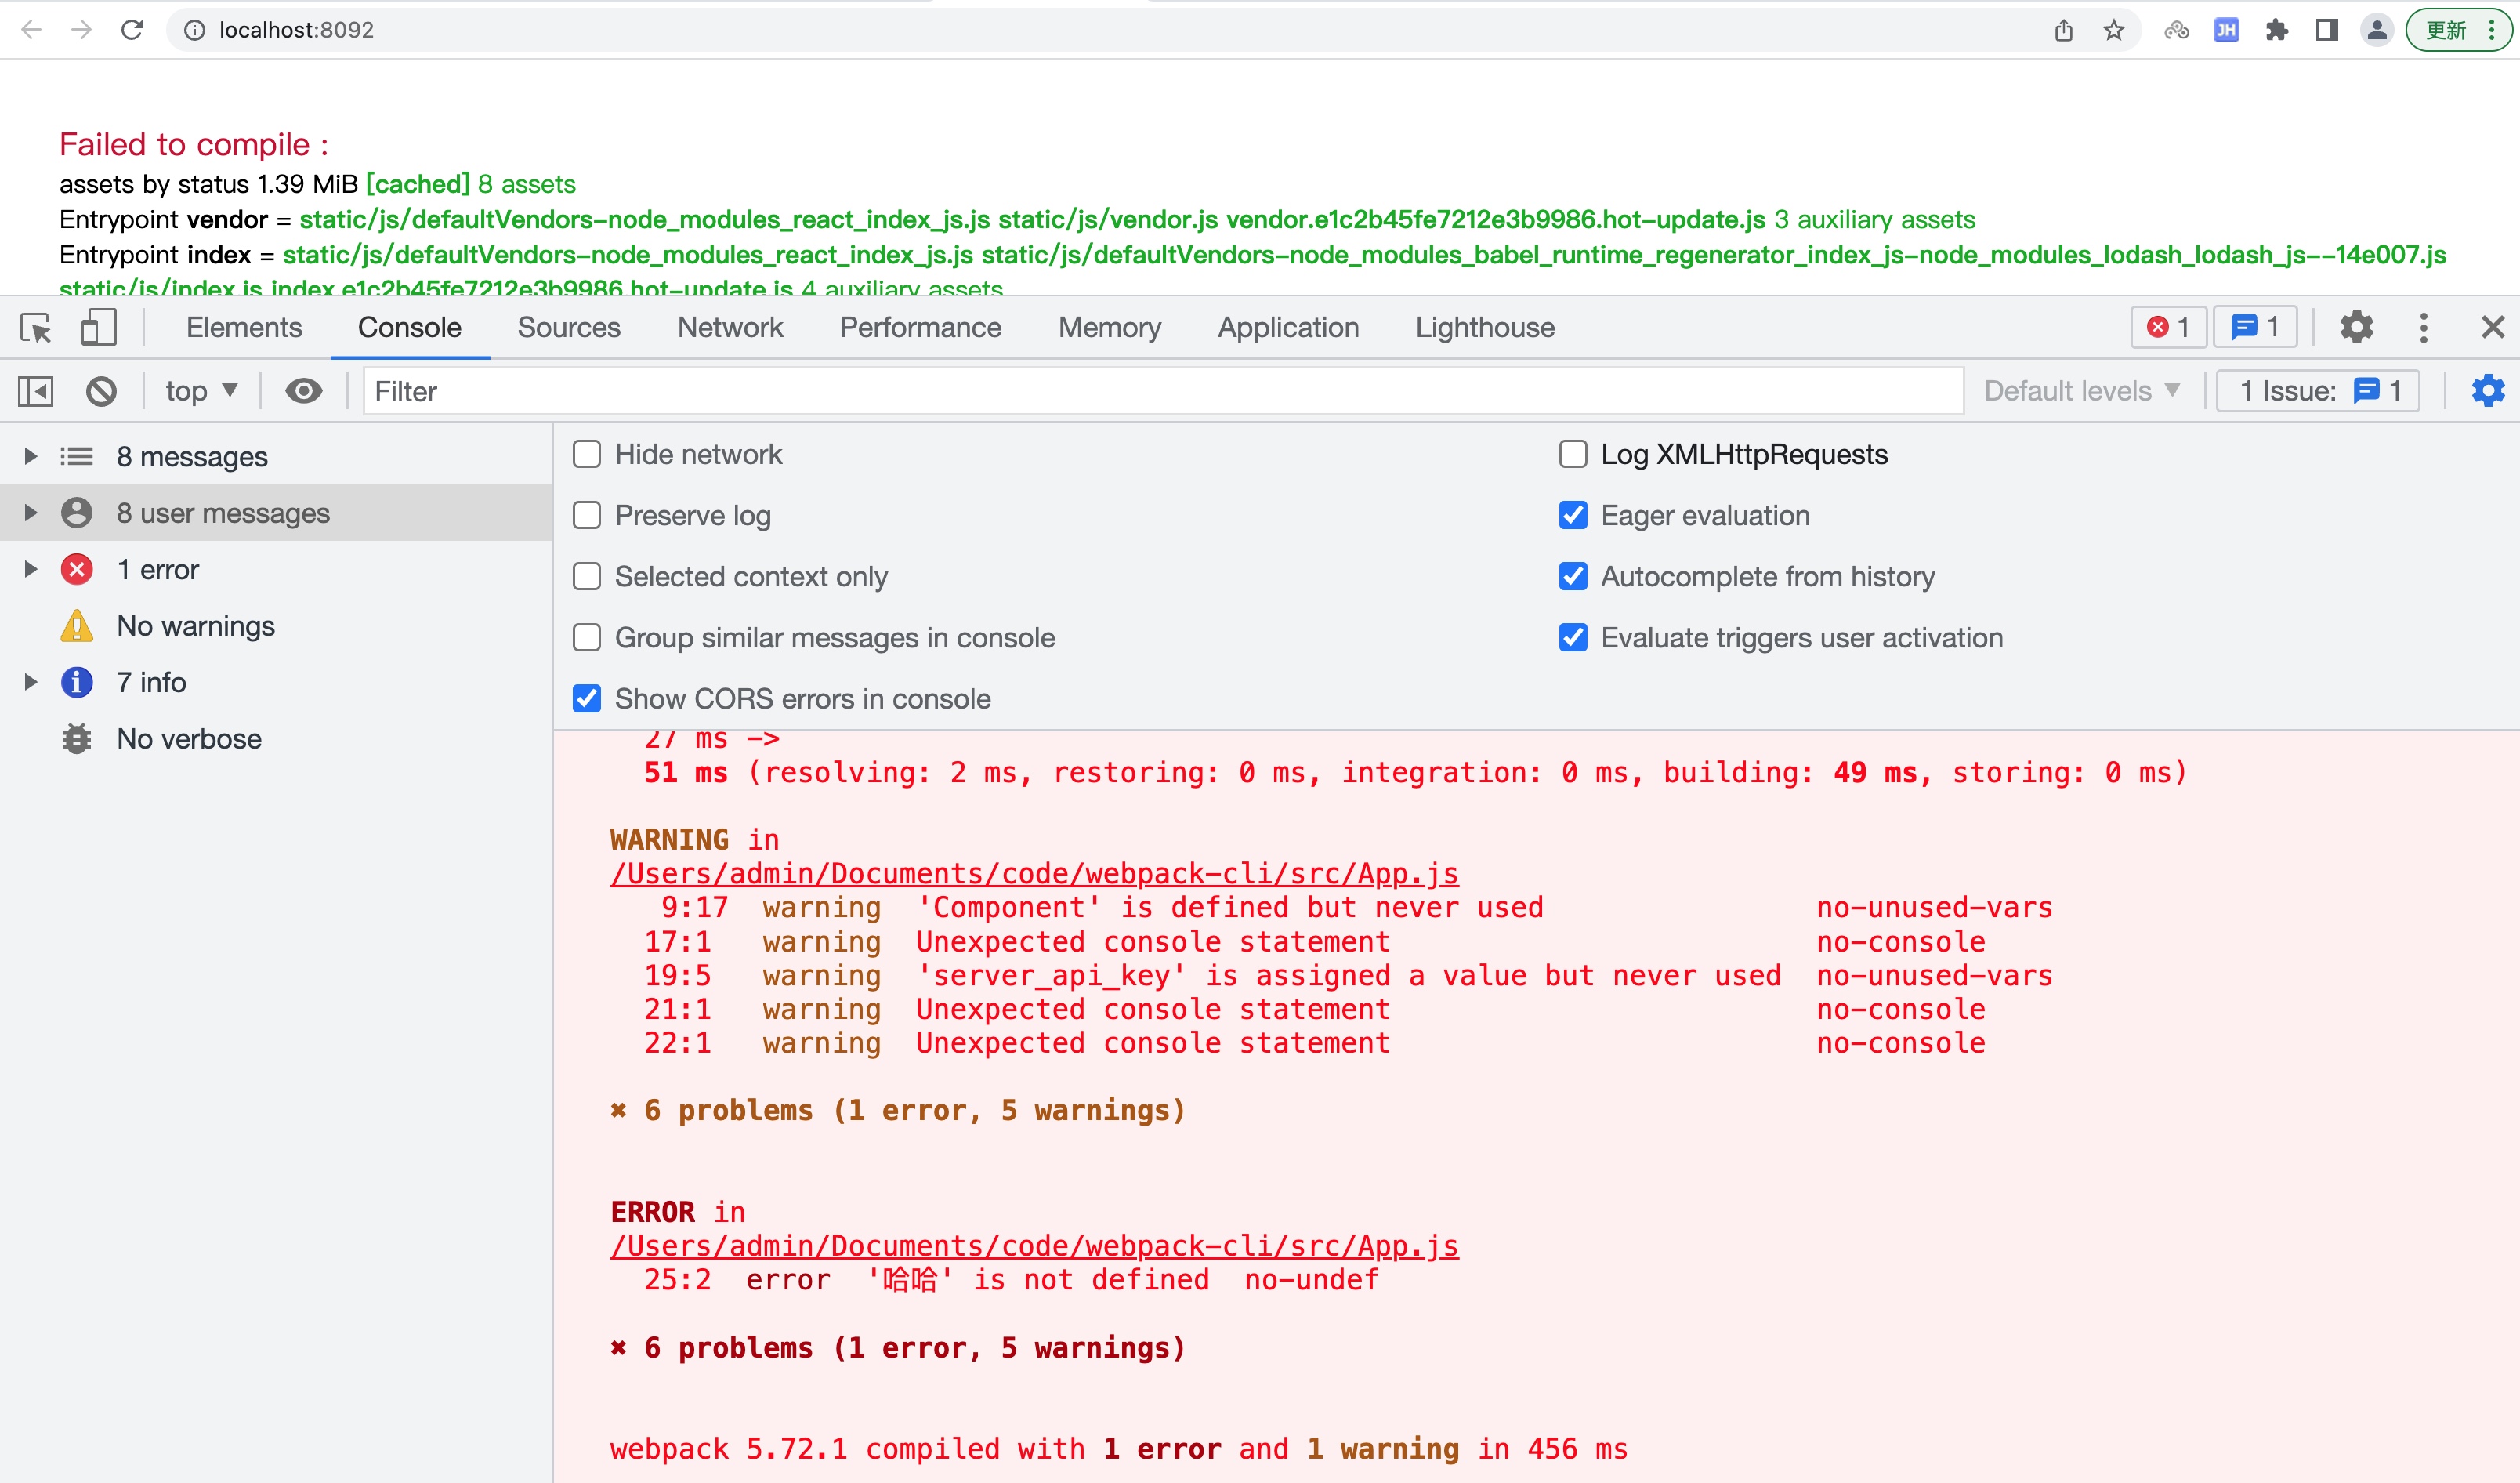 localhost:8092
JH
更新
Failed to compile :
assets by status 1.39 MiB [cached] 8 assets
Entrypoint vendor = static/js/defaultVendors-node_modules_react_index_js.js static/js/vendor.js vendor.e1c2b45fe7212e3b9986.hot-update.js 3 auxiliary assets
Entrypoint index = static/js/defaultVendors-node_modules_react_index_js.js static/js/defaultVendors-node_modules_babel_runtime_regenerator_index_js-node_modules_lodash_lodash_js--14e007.js
static/js/index.js index.e1c2b45fe7212e3b9986.hot-update.js 4 auxiliary assets
Elements Console Sources Network Performance Memory Application Lighthouse 1 1
top Filter Default levels 1 Issue: 1
8 messages
8 user messages
1 error
No warnings
7 info
No verbose
Hide network Log XMLHttpRequests
Preserve log Eager evaluation
Selected context only Autocomplete from history
Group similar messages in console Evaluate triggers user activation
Show CORS errors in console
27 ms ->
51 ms (resolving: 2 ms, restoring: 0 ms, integration: 0 ms, building: 49 ms, storing: 0 ms)
WARNING in
/Users/admin/Documents/code/webpack-cli/src/App.js
9:17 warning 'Component' is defined but never used no-unused-vars
17:1 warning Unexpected console statement no-console
19:5 warning 'server_api_key' is assigned a value but never used no-unused-vars
21:1 warning Unexpected console statement no-console
22:1 warning Unexpected console statement no-console
✖ 6 problems (1 error, 5 warnings)
ERROR in
/Users/admin/Documents/code/webpack-cli/src/App.js
25:2 error '哈哈' is not defined no-undef
✖ 6 problems (1 error, 5 warnings)
webpack 5.72.1 compiled with 1 error and 1 warning in 456 ms